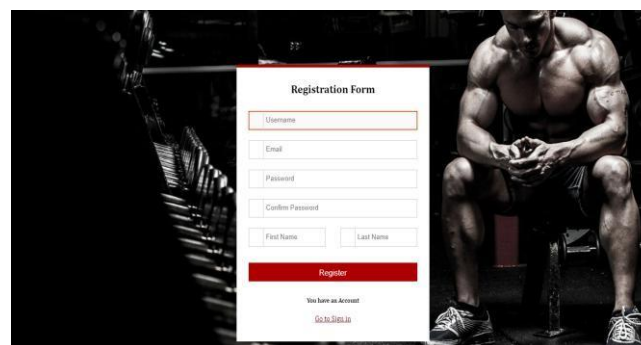 Registration Form
Username
Email
Password
Confirm Password
First Name Last Name
Register
You have an Account
Go to Sign in